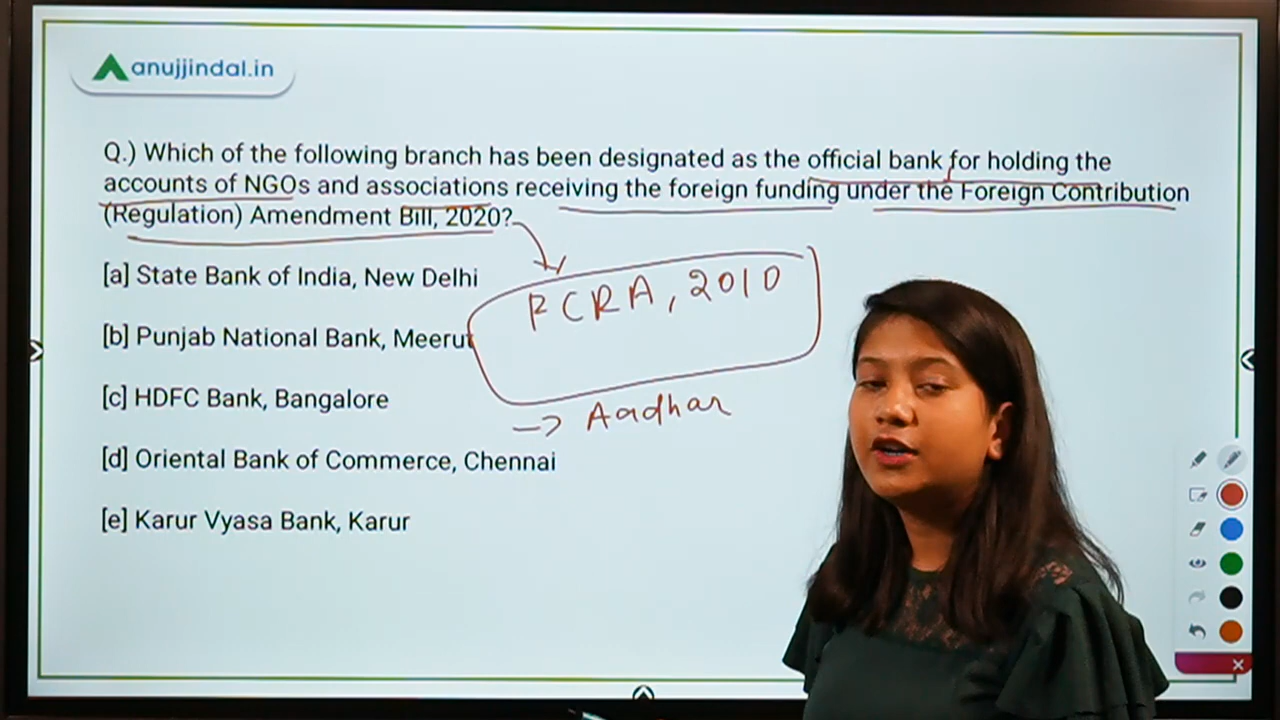 anujjindal.in
Q.) Which of the following branch has been designated as the official bank for holding the
accounts of NGOs and associations receiving the foreign funding under the Foreign Contribution
(Regulation) Amendment Bill, 2020?
[a] State Bank of India, New Delhi
FCRA, 2010
[b] Punjab National Bank, Meerut
[c] HDFC Bank, Bangalore
→ Aadhar
[d] Oriental Bank of Commerce, Chennai
[e] Karur Vyasa Bank, Karur